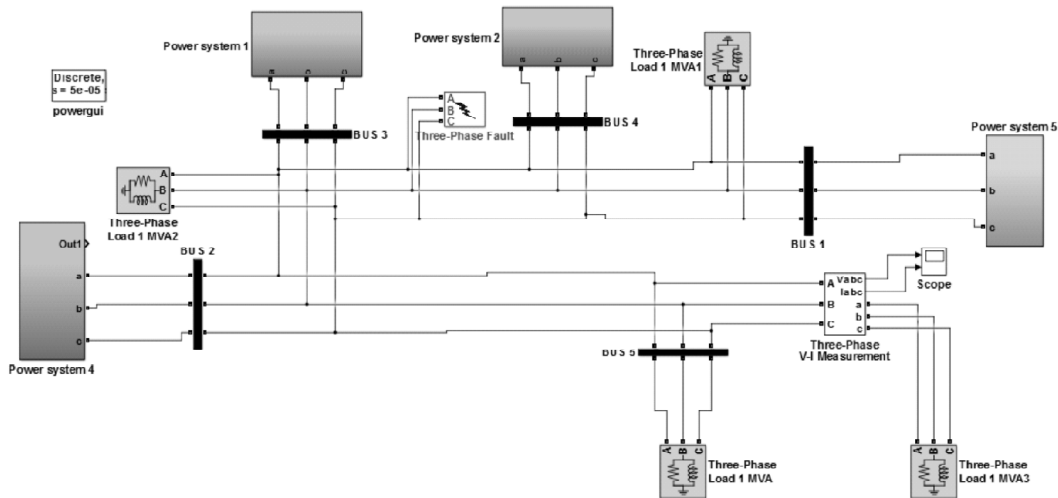 Power system 1
a
b
c
Power system 2
a
b
c
Three-Phase
Load 1 MVA1
A B C
Discrete,
s = 5e-05
powergui
A
B
C
Three-Phase Fault
BUS 3
BUS 4
Power system 5
a
b
c
A
B
C
Three-Phase
Load 1 MVA2
BUS 1
Out1
a
b
c
Power system 4
BUS 2
Scope
A
B
C
Vabc
Iabc
a
b
c
Three-Phase
V-I Measurement
BUS 5
A B C
Three-Phase
Load 1 MVA
A B C
Three-Phase
Load 1 MVA3